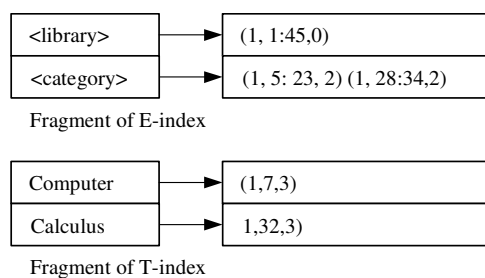 <library> (1, 1:45,0)
<category> (1, 5: 23, 2) (1, 28:34,2)
Fragment of E-index
Computer (1,7,3)
Calculus 1,32,3)
Fragment of T-index